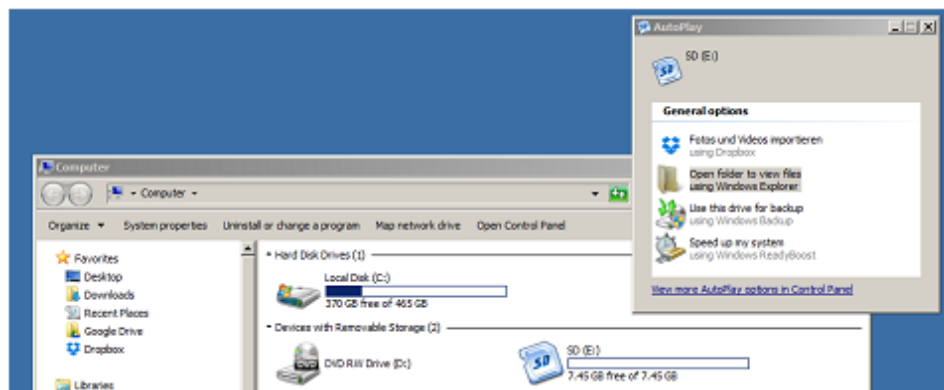 AutoPlay
SD (E:)
General options
Fotos und Videos importieren
using Dropbox
Open folder to view files
using Windows Explorer
Use this drive for backup
using Windows Backup
Speed up my system
using Windows ReadyBoost
View more AutoPlay options in Control Panel
Computer
Computer
Organize System properties Uninstall or change a program Map network drive Open Control Panel
Favorites
Desktop
Downloads
Recent Places
Google Drive
Dropbox
Libraries
Hard Disk Drives (1)
Local Disk (C:)
370 GB free of 465 GB
Devices with Removable Storage (2)
DVD RW Drive (D:)
SD (E:)
7.45 GB free of 7.45 GB